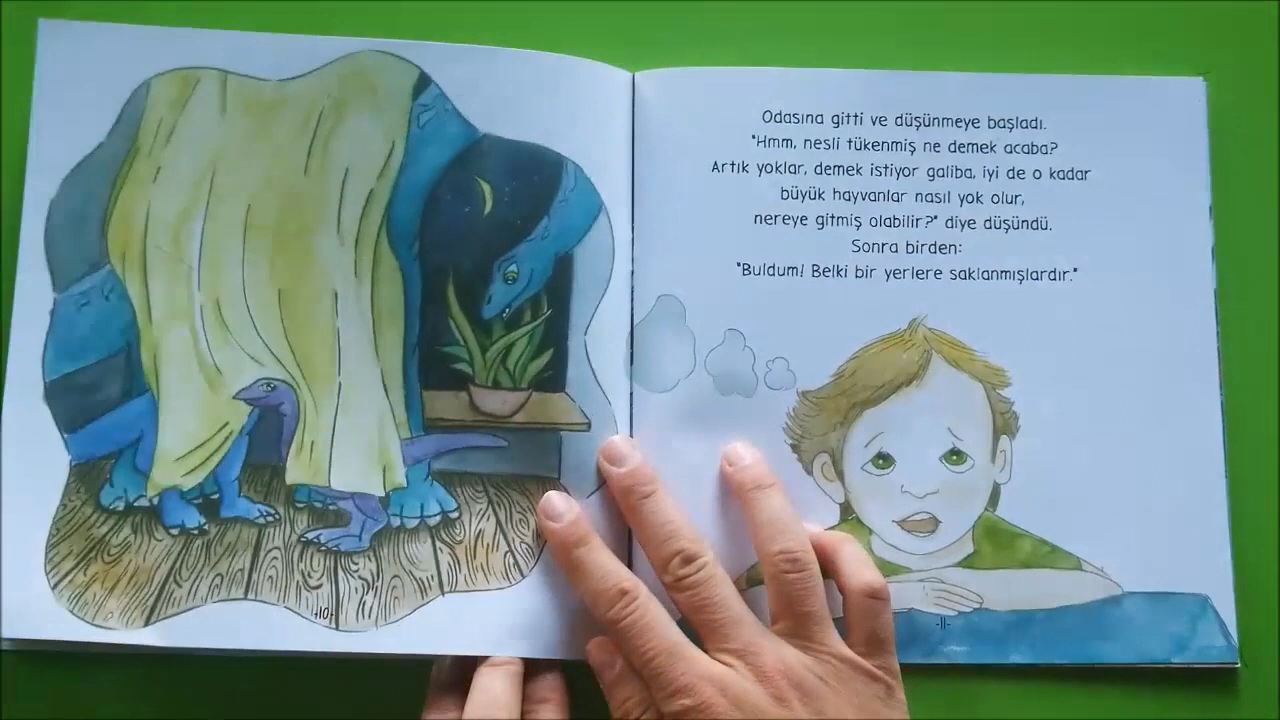 Odasına gitti ve düşünmeye başladı.
"Hmm, nesli tükenmiş ne demek acaba?
Artık yoklar, demek istiyor galiba, iyi de o kadar
büyük hayvanlar nasıl yok olur,
nereye gitmiş olabilir?" diye düşündü.
Sonra birden:
"Buldum! Belki bir yerlere saklanmışlardır."
-10-
-11-